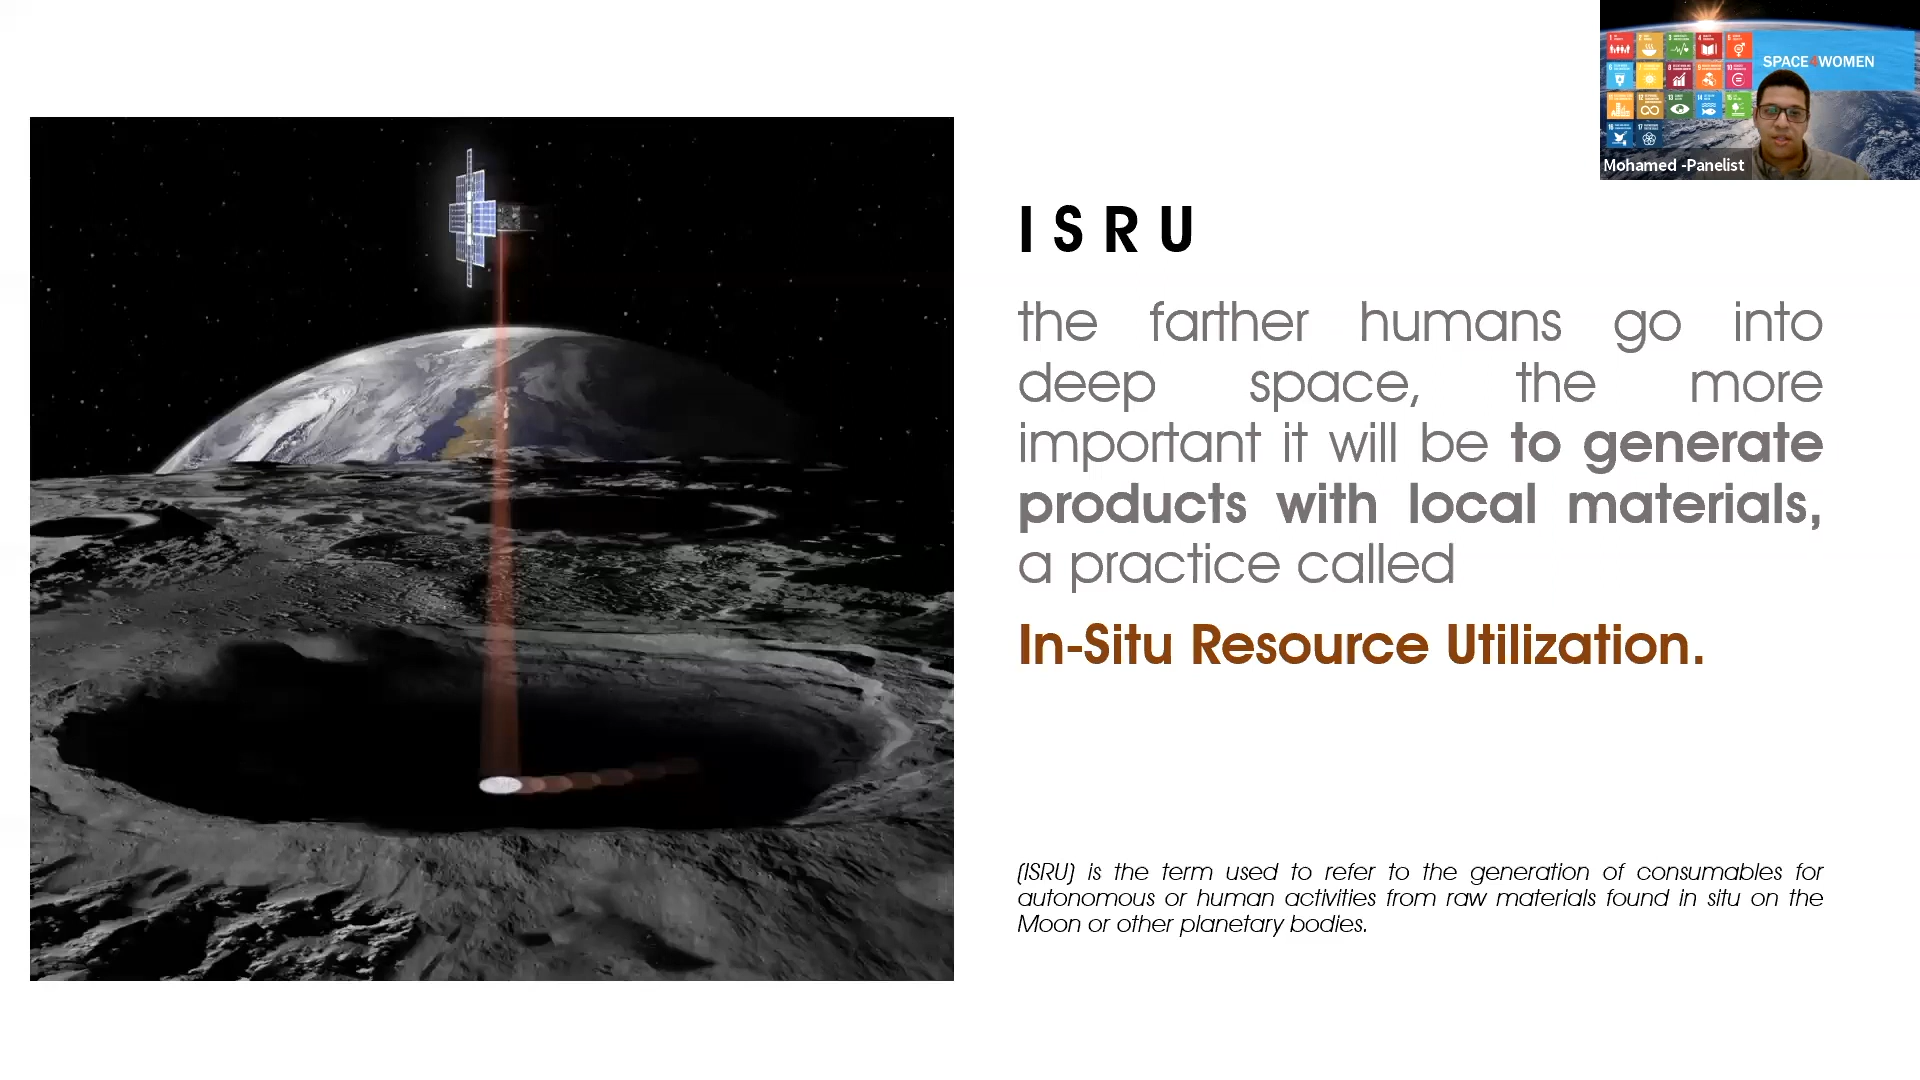 SPACE4WOMEN
Mohamed -Panelist
ISRU
the farther humans go into
deep space, the more
important it will be to generate
products with local materials,
a practice called
In-Situ Resource Utilization.
(ISRU) is the term used to refer to the generation of consumables for
autonomous or human activities from raw materials found in situ on the
Moon or other planetary bodies.